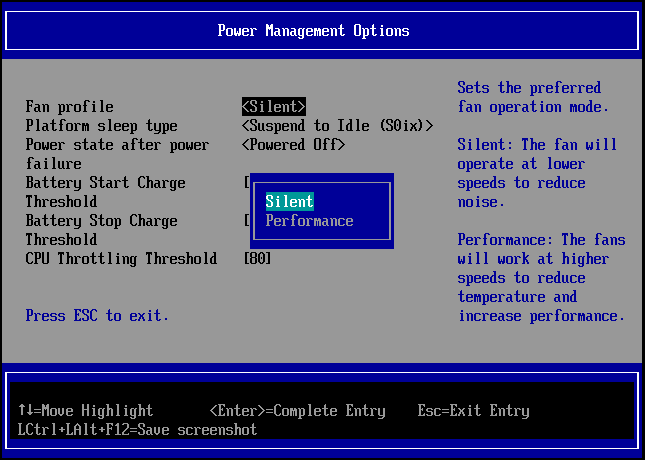 Power Management Options
Fan profile <Silent>
Platform sleep type <Suspend to Idle (S0ix)>
Power state after power <Powered Off>
failure
Battery Start Charge [
Threshold
Battery Stop Charge [
Threshold
CPU Throttling Threshold [80]
Press ESC to exit.
Silent
Performance
Sets the preferred
fan operation mode.
Silent: The fan will
operate at lower
speeds to reduce
noise.
Performance: The fans
will work at higher
speeds to reduce
temperature and
increase performance.
↑↓=Move Highlight <Enter>=Complete Entry Esc=Exit Entry
LCtrl+LAlt+F12=Save screenshot